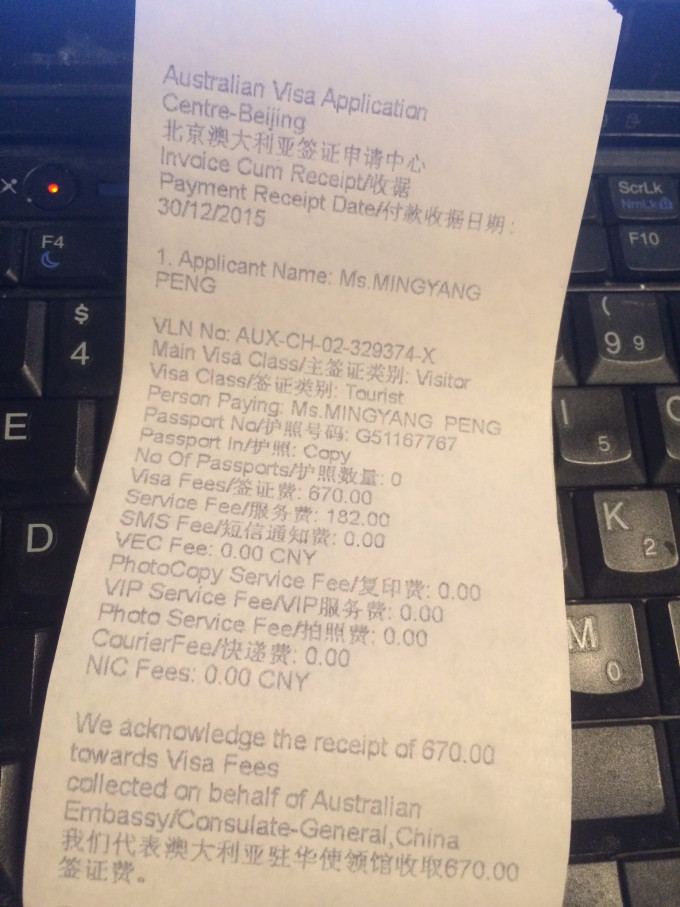 Australian Visa Application
Centre-Beijing
北京澳大利亚签证申请中心
Invoice Cum Receipt/收据
Payment Receipt Date/付款收据日期:
30/12/2015
1. Applicant Name: Ms.MINGYANG
PENG
VLN No: AUX-CH-02-329374-X
Main Visa Class/主签证类别: Visitor
Visa Class/签证类别: Tourist
Person Paying: Ms.MINGYANG PENG
Passport No/护照号码: G51167767
Passport In/护照: Copy
No Of Passports/护照数量: 0
Visa Fees/签证费: 670.00
Service Fee/服务费: 182.00
SMS Fee/短信通知费: 0.00
VEC Fee: 0.00 CNY
PhotoCopy Service Fee/复印费: 0.00
VIP Service Fee/VIP服务费: 0.00
Photo Service Fee/拍照费: 0.00
CourierFee/快递费: 0.00
NIC Fees: 0.00 CNY
We acknowledge the receipt of 670.00
towards Visa Fees
collected on behalf of Australian
Embassy/Consulate-General,China
我们代表澳大利亚驻华使领馆收取670.00
签证费。
F4
$
4
E
D
ScrLk
NmLk
F10
(
9 9
I
5
K
2
M
0